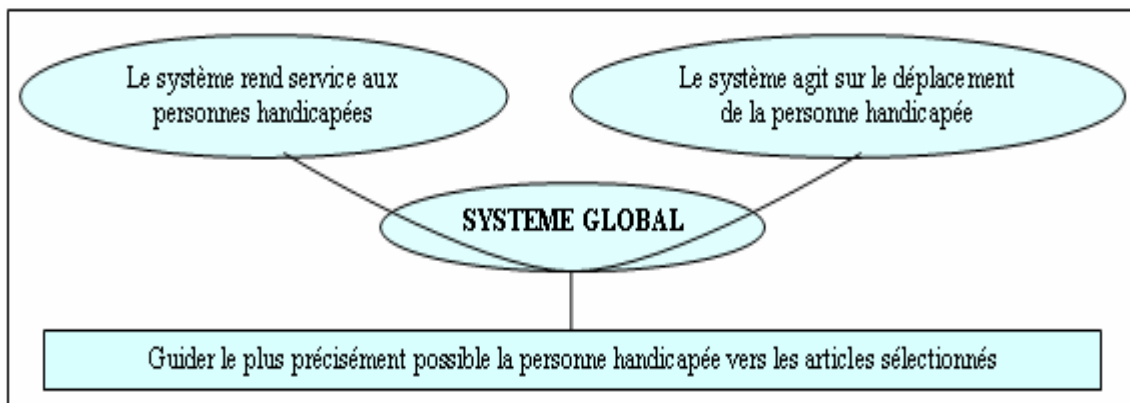 Le système rend service aux
personnes handicapées
Le système agit sur le déplacement
de la personne handicapée
SYSTEME GLOBAL
Guider le plus précisément possible la personne handicapée vers les articles sélectionnés